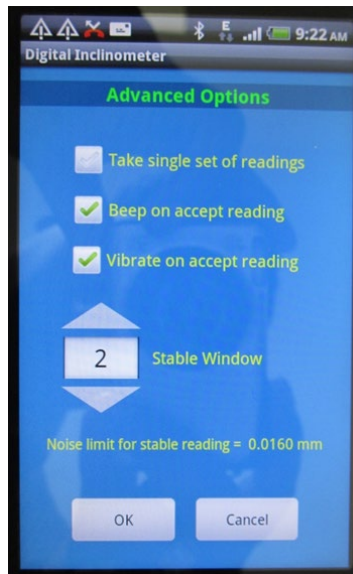 E 9:22 AM
Digital Inclinometer
Advanced Options
Take single set of readings
Beep on accept reading
Vibrate on accept reading
2 Stable Window
Noise limit for stable reading = 0.0160 mm
OK Cancel